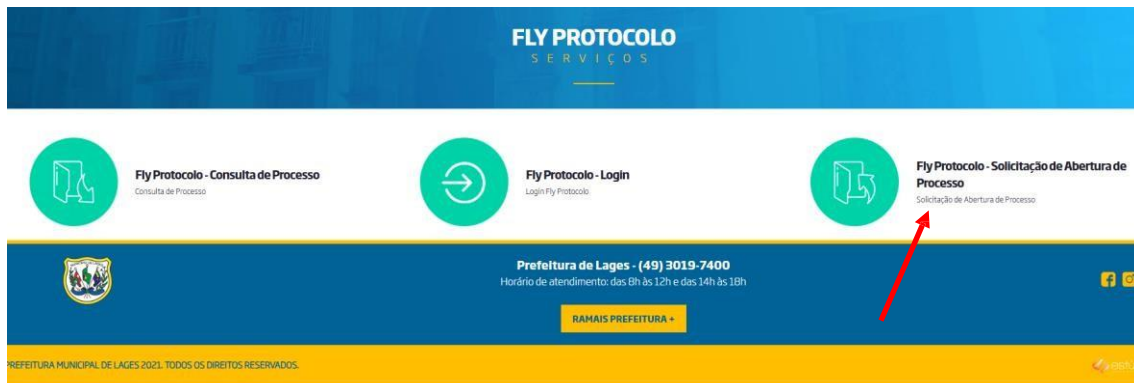 FLY PROTOCOLO
SERVIÇOS
Fly Protocolo - Consulta de Processo
Consulta de Processo
Fly Protocolo - Login
Login Fly Protocolo
Fly Protocolo - Solicitação de Abertura de
Processo
Solicitação de Abertura de Processo
Prefeitura de Lages - (49) 3019-7400
Horário de atendimento: das 8h às 12h e das 14h às 18h
RAMAIS PREFEITURA +
PREFEITURA MUNICIPAL DE LAGES 2021. TODOS OS DIREITOS RESERVADOS.